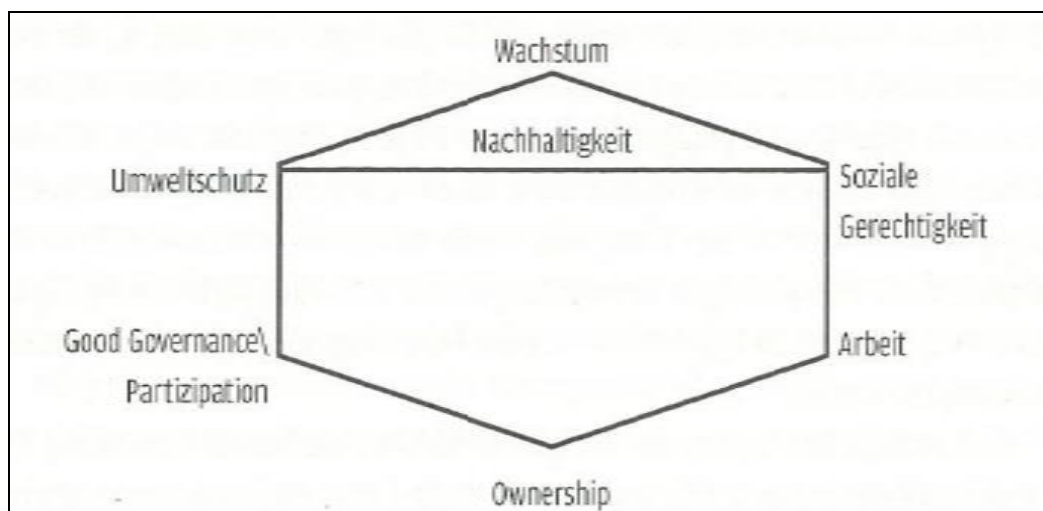 Wachstum
Nachhaltigkeit
Umweltschutz
Soziale
Gerechtigkeit
Good Governance\
Partizipation
Arbeit
Ownership